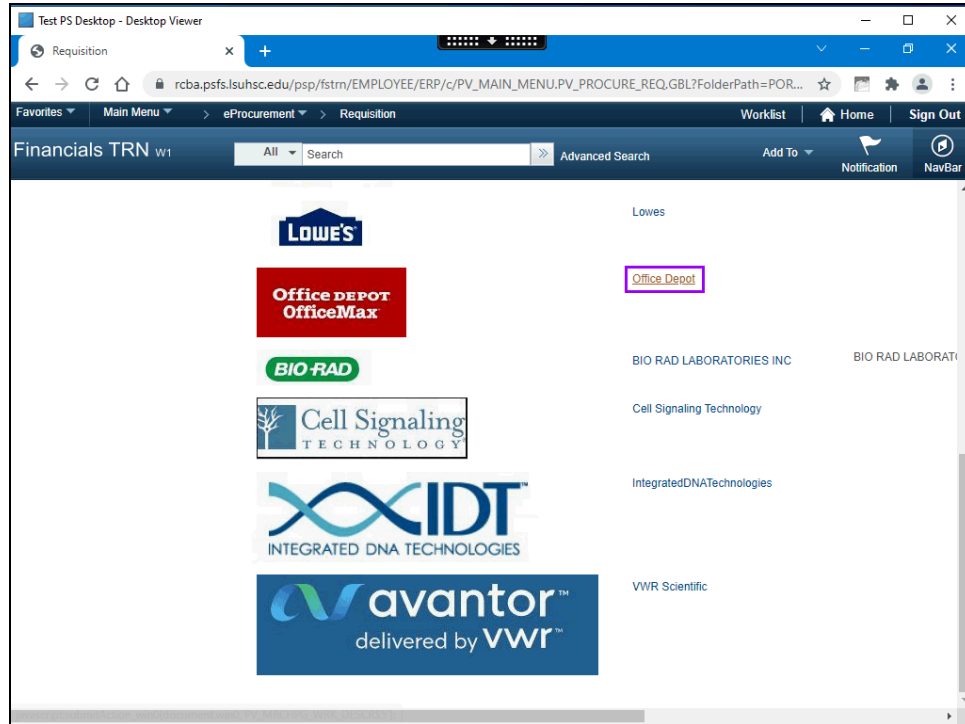 Test PS Desktop - Desktop Viewer
Requisition
rcba.psfs.lsuhsc.edu/psp/fstrn/EMPLOYEE/ERP/c/PV_MAIN_MENU.PV_PROCURE_REQ.GBL?FolderPath=POR...
Favorites Main Menu > eProcurement > Requisition Worklist Home Sign Out
Financials TRN W1 All Search Advanced Search Add To Notification NavBar
LOWE'S Lowes
Office DEPOT
OfficeMax
Office Depot
BIO-RAD BIO RAD LABORATORIES INC BIO RAD LABORAT
Cell Signaling
TECHNOLOGY
Cell Signaling Technology
IDT
INTEGRATED DNA TECHNOLOGIES
IntegratedDNATechnologies
avantor™
delivered by vwr™
VWR Scientific